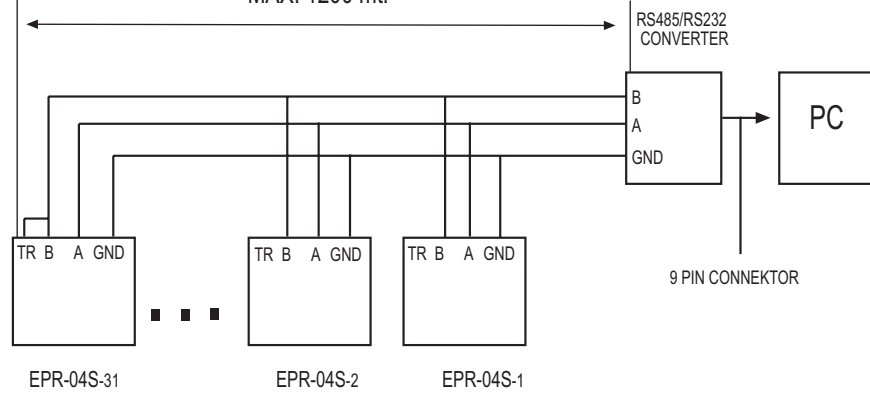 RS485/RS232
CONVERTER
B
A
GND
PC
TR B A GND
TR B A GND
TR B A GND
9 PIN CONNEKTOR
EPR-04S-31
EPR-04S-2
EPR-04S-1